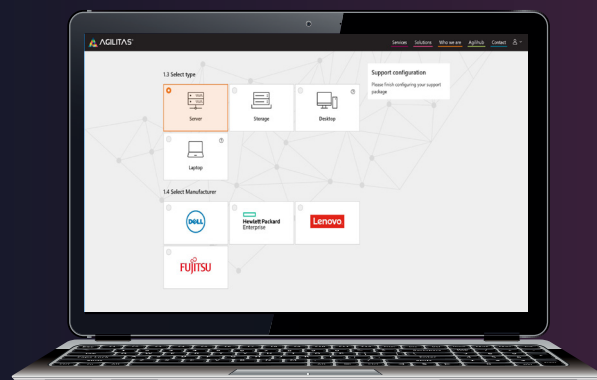 AGILITAS
Services Solutions Who we are Agilihub Contact
1.3 Select type
Support configuration
Please finish configuring your support
package
Server
Storage
Desktop
Laptop
1.4 Select Manufacturer
DELL
Hewlett Packard
Enterprise
Lenovo
FUJITSU